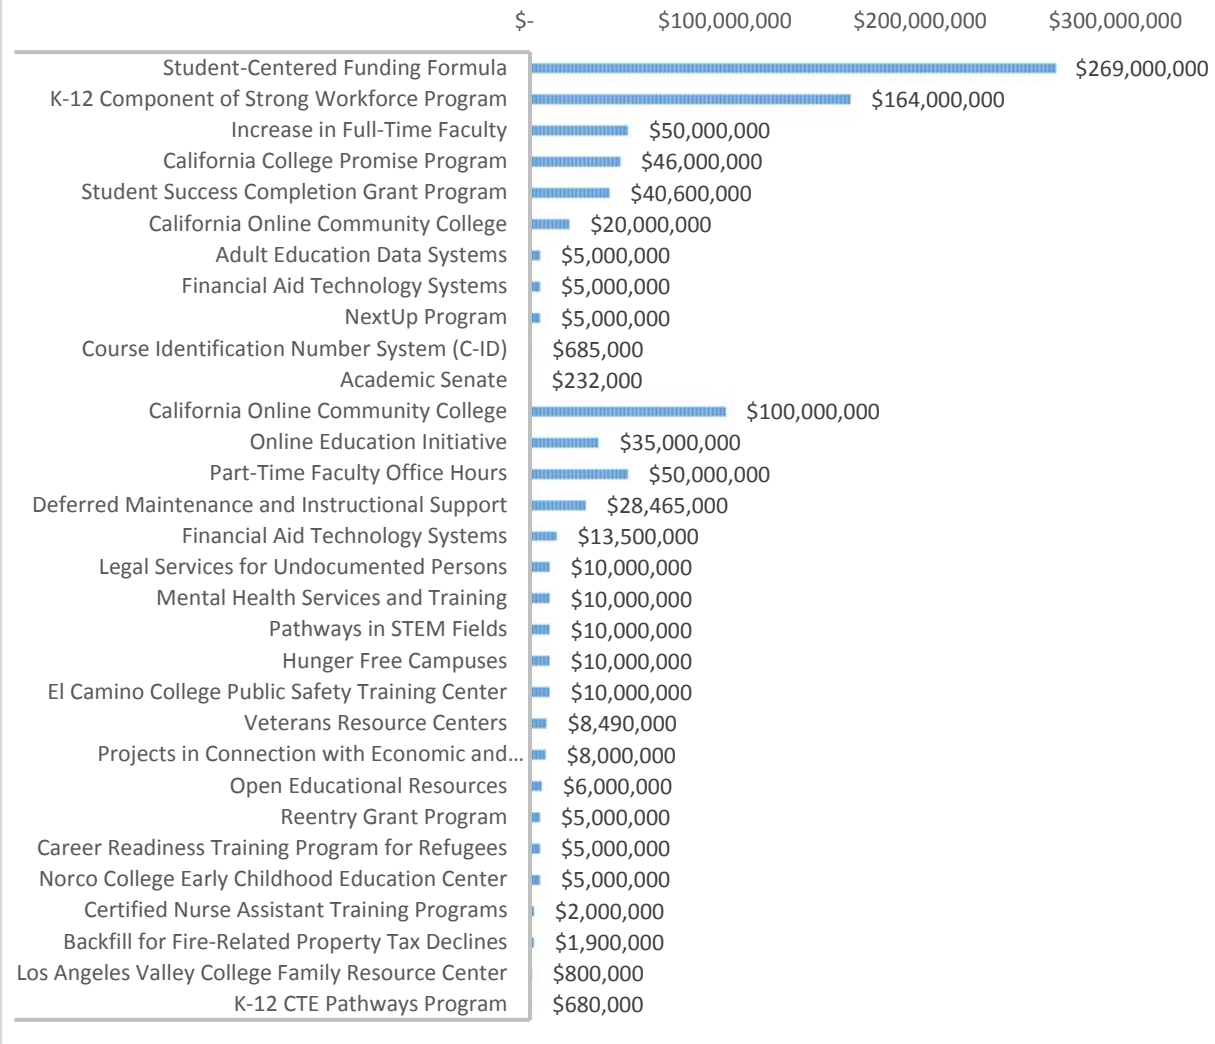 $- $100,000,000 $200,000,000 $300,000,000
Student-Centered Funding Formula $269,000,000
K-12 Component of Strong Workforce Program $164,000,000
Increase in Full-Time Faculty $50,000,000
California College Promise Program $46,000,000
Student Success Completion Grant Program $40,600,000
California Online Community College $20,000,000
Adult Education Data Systems $5,000,000
Financial Aid Technology Systems $5,000,000
NextUp Program $5,000,000
Course Identification Number System (C-ID) $685,000
Academic Senate $232,000
California Online Community College $100,000,000
Online Education Initiative $35,000,000
Part-Time Faculty Office Hours $50,000,000
Deferred Maintenance and Instructional Support $28,465,000
Financial Aid Technology Systems $13,500,000
Legal Services for Undocumented Persons $10,000,000
Mental Health Services and Training $10,000,000
Pathways in STEM Fields $10,000,000
Hunger Free Campuses $10,000,000
El Camino College Public Safety Training Center $10,000,000
Veterans Resource Centers $8,490,000
Projects in Connection with Economic and… $8,000,000
Open Educational Resources $6,000,000
Reentry Grant Program $5,000,000
Career Readiness Training Program for Refugees $5,000,000
Norco College Early Childhood Education Center $5,000,000
Certified Nurse Assistant Training Programs $2,000,000
Backfill for Fire-Related Property Tax Declines $1,900,000
Los Angeles Valley College Family Resource Center $800,000
K-12 CTE Pathways Program $680,000